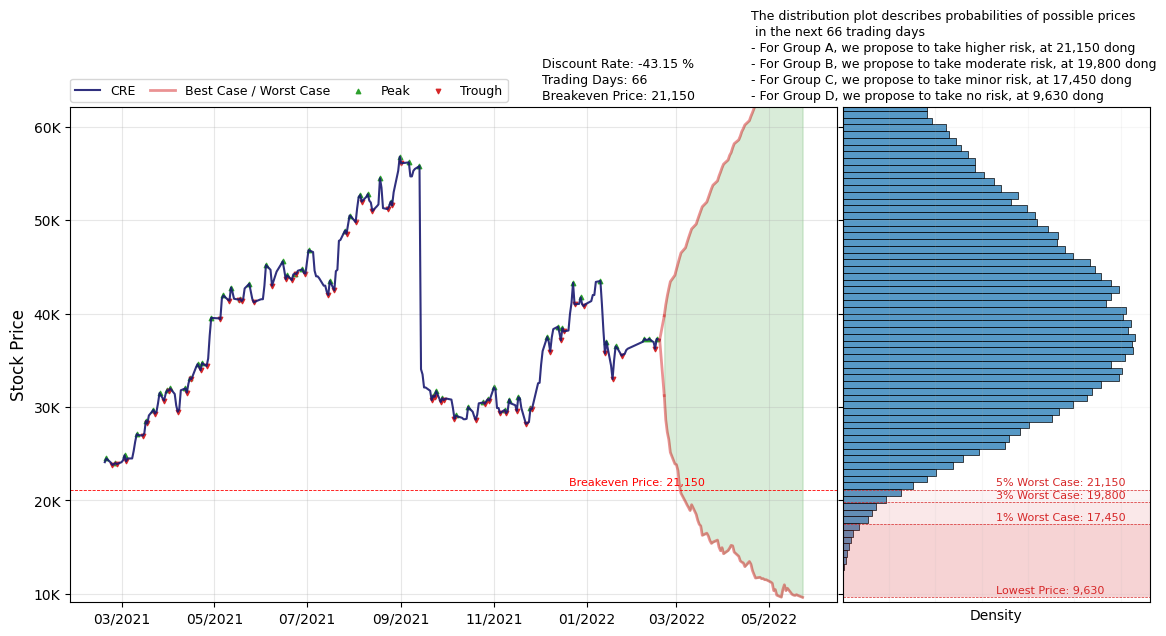 The distribution plot describes probabilities of possible prices
in the next 66 trading days
- For Group A, we propose to take higher risk, at 21,150 dong
- For Group B, we propose to take moderate risk, at 19,800 dong
- For Group C, we propose to take minor risk, at 17,450 dong
- For Group D, we propose to take no risk, at 9,630 dong
Discount Rate: -43.15 %
Trading Days: 66
Breakeven Price: 21,150
CRE
Best Case / Worst Case
Peak
Trough
Stock Price
60K
50K
40K
30K
20K
10K
Breakeven Price: 21,150
03/2021
05/2021
07/2021
09/2021
11/2021
01/2022
03/2022
05/2022
5% Worst Case: 21,150
3% Worst Case: 19,800
1% Worst Case: 17,450
Lowest Price: 9,630
Density